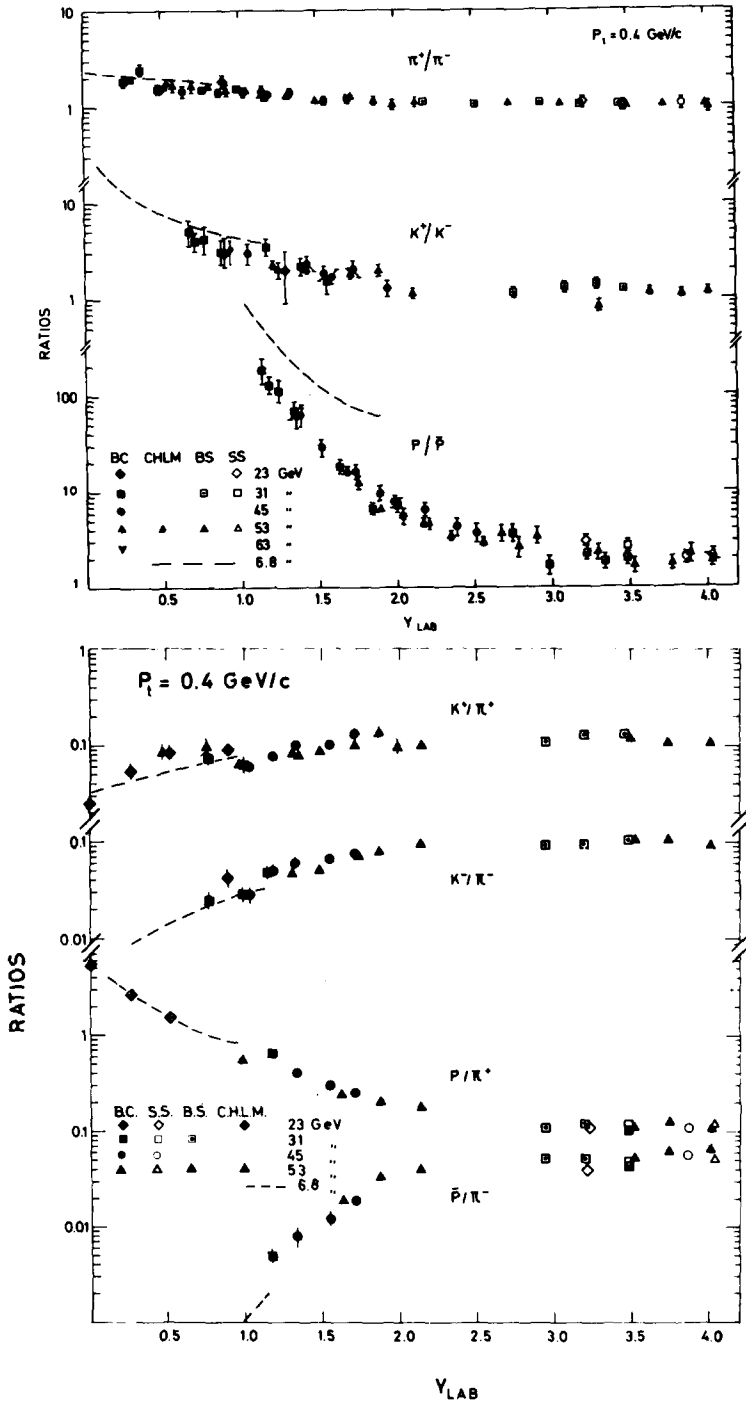 10
P_t = 0.4 GeV/c
π⁺/π⁻
1
10
K⁺/K⁻
1
RATIOS
100
P/P̄
BC CHLM BS SS
23 GeV
31 "
45 "
53 "
63 "
6.8 "
10
1
0.5 1.0 1.5 2.0 2.5 3.0 3.5 4.0
Y_LAB
1
P_t = 0.4 GeV/c
K⁺/π⁺
0.1
0.1
K⁻/π⁻
0.01
RATIOS
1
P/π⁺
B.C. S.S. B.S. C.H.L.M.
23 GeV
31 "
45 "
53 "
6.8 "
0.1
P̄/π⁻
0.01
0.5 1.0 1.5 2.0 2.5 3.0 3.5 4.0
Y_LAB